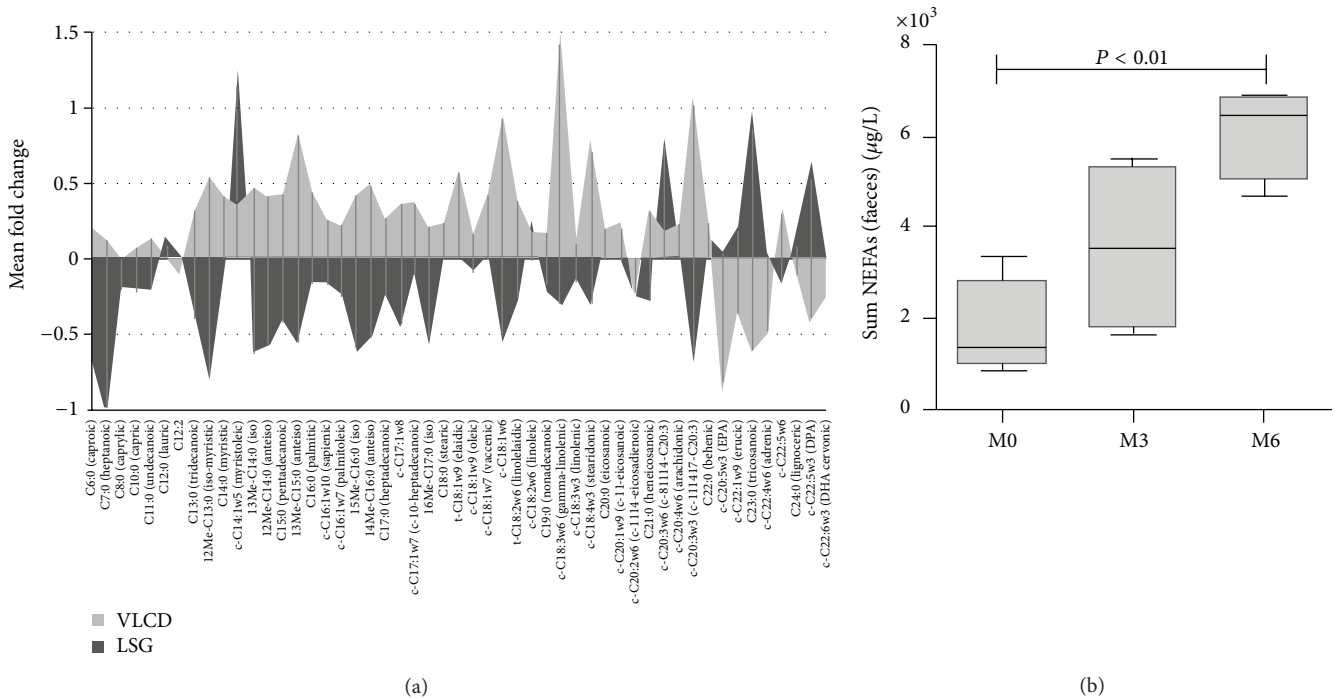 1.5
1
0.5
0
−0.5
−1
Mean fold change
C6:0 (caproic)
C7:0 (heptanoic)
C8:0 (caprylic)
C10:0 (capric)
C11:0 (undecanoic)
C12:0 (lauric)
C12:2
C13:0 (tridecanoic)
12Me-C13:0 (iso-myristic)
C14:0 (myristic)
c-C14:1w5 (myristoleic)
13Me-C14:0 (iso)
12Me-C14:0 (anteiso)
C15:0 (pentadecanoic)
13Me-C15:0 (anteiso)
C16:0 (palmitic)
c-C16:1w10 (sapienic)
c-C16:1w7 (palmitoleic)
15Me-C16:0 (iso)
14Me-C16:0 (anteiso)
C17:0 (heptadecanoic)
c-C17:1w8
c-C17:1w7 (c-10-heptadecanoic)
16Me-C17:0 (iso)
C18:0 (stearic)
t-C18:1w9 (elaidic)
c-C18:1w9 (oleic)
c-C18:1w7 (vaccenic)
c-C18:1w6
t-C18:2w6 (linolelaidic)
c-C18:2w6 (linoleic)
C19:0 (nonadecanoic)
c-C18:3w6 (gamma-linolenic)
c-C18:3w3 (linolenic)
c-C18:4w3 (stearidonic)
C20:0 (eicosanoic)
c-C20:1w9 (c-11-eicosanoic)
c-C20:2w6 (c-1114-eicosadienoic)
C21:0 (heneicosanoic)
c-C20:3w6 (c-81114-C20:3)
c-C20:4w6 (arachidonic)
c-C20:3w3 (c-111417-C20:3)
C22:0 (behenic)
c-C20:5w3 (EPA)
c-C22:1w9 (erucic)
C23:0 (tricosanoic)
c-C22:4w6 (adrenic)
c-C22:5w6
C24:0 (lignoceric)
c-C22:5w3 (DPA)
c-C22:6w3 (DHA cervonic)
VLCD
LSG
(a)
×10³
8
6
4
2
0
Sum NEFAs (faeces) (μg/L)
P < 0.01
M0
M3
M6
(b)